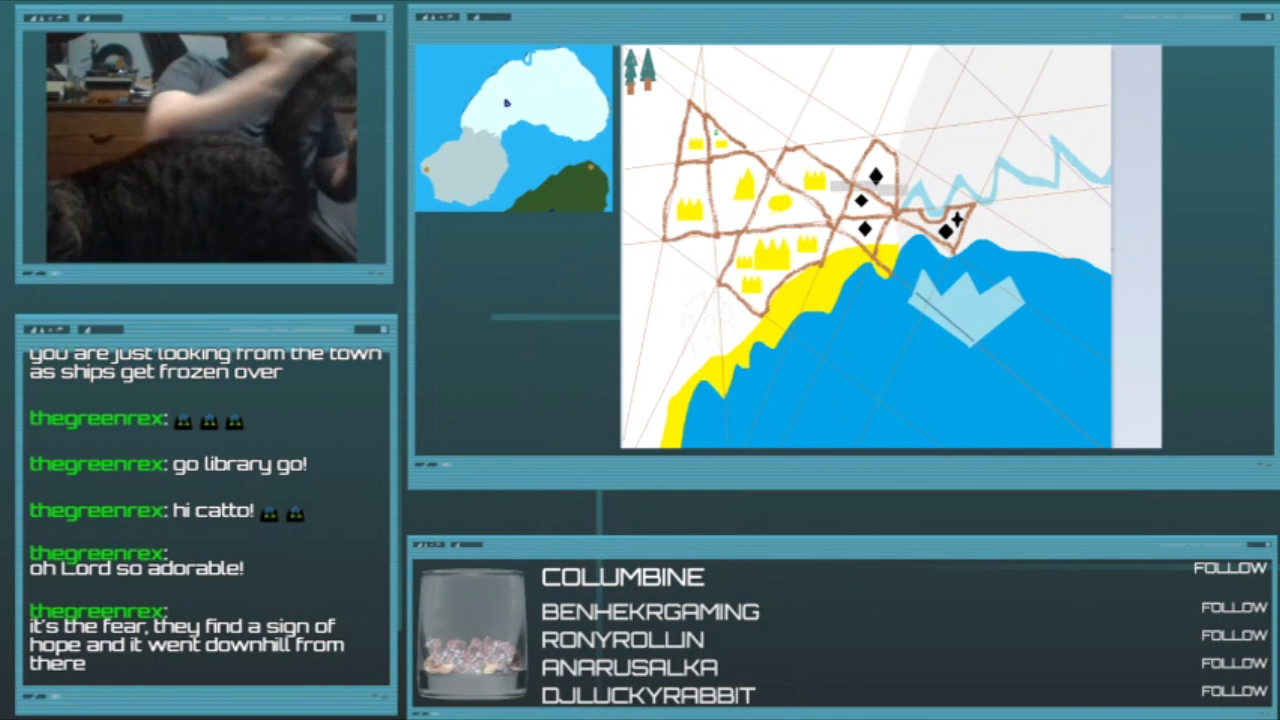 you are just looking from the town
as ships get frozen over
thegreenrex:
thegreenrex: go library go!
thegreenrex: hi catto!
thegreenrex:
oh Lord so adorable!
thegreenrex:
it's the fear, they find a sign of
hope and it went downhill from
there
COLUMBINE FOLLOW
BENHEKRGAMING FOLLOW
RONYROLLIN FOLLOW
ANARUSALKA FOLLOW
DJLUCKYRABBIT FOLLOW